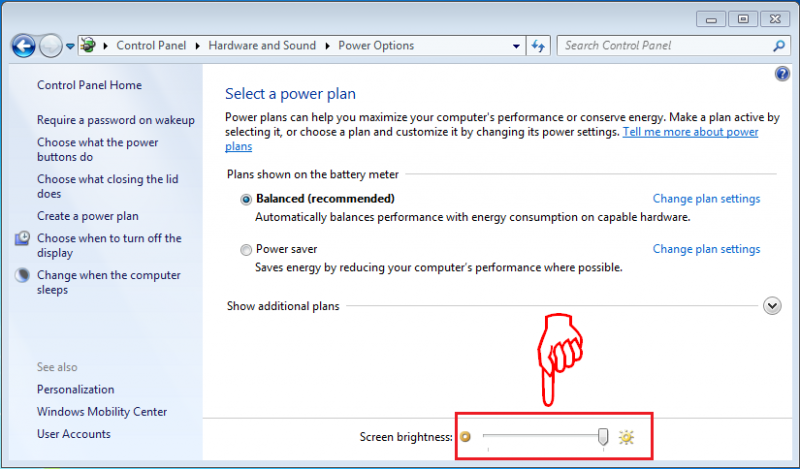 Control Panel
Hardware and Sound
Power Options
Search Control Panel
Control Panel Home
Require a password on wakeup
Choose what the power
buttons do
Choose what closing the lid
does
Create a power plan
Choose when to turn off the
display
Change when the computer
sleeps
See also
Personalization
Windows Mobility Center
User Accounts
Select a power plan
Power plans can help you maximize your computer's performance or conserve energy. Make a plan active by
selecting it, or choose a plan and customize it by changing its power settings. Tell me more about power
plans
Plans shown on the battery meter
Balanced (recommended) Change plan settings
Automatically balances performance with energy consumption on capable hardware.
Power saver Change plan settings
Saves energy by reducing your computer's performance where possible.
Show additional plans
Screen brightness: